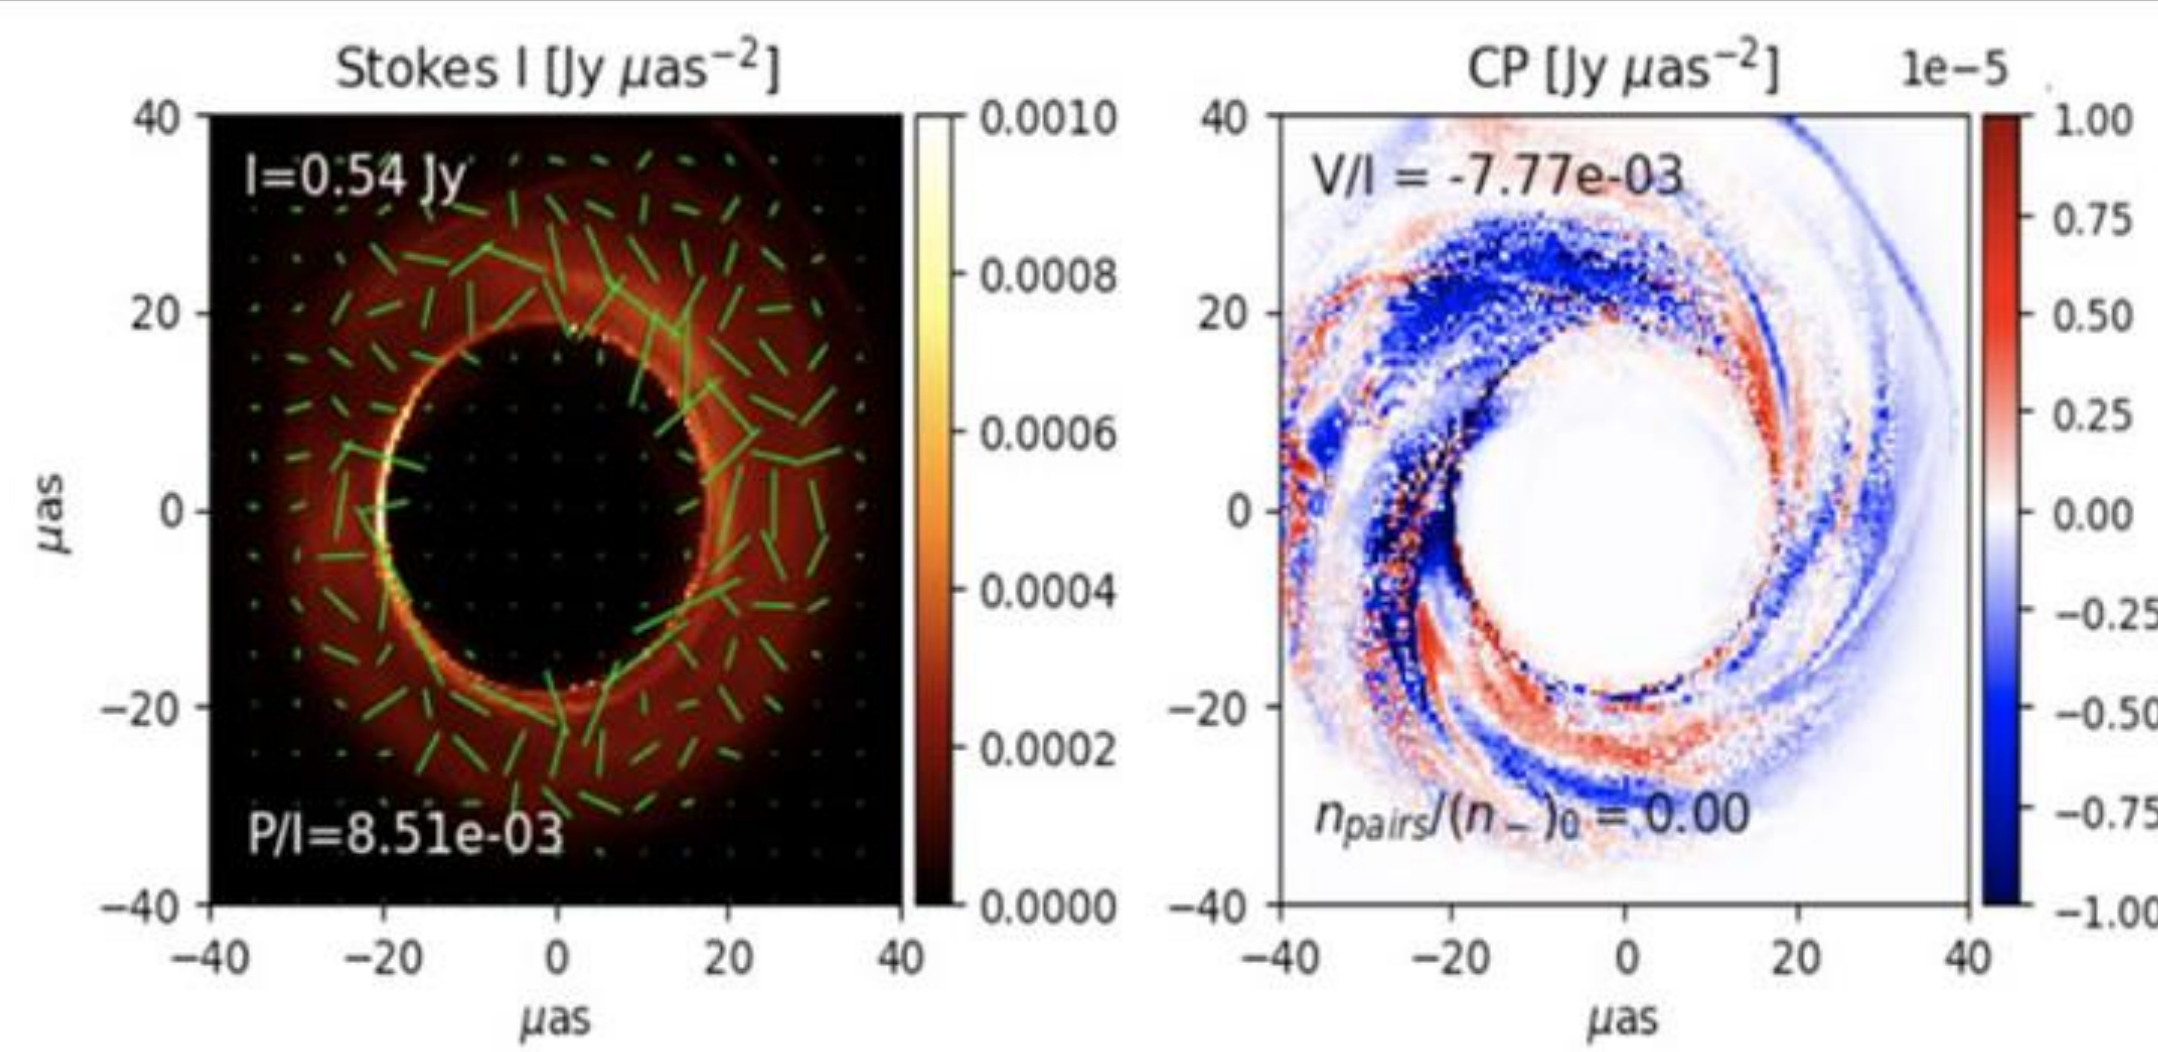 Stokes I [Jy μas⁻²]
I=0.54 Jy
P/I=8.51e-03
40
20
0
−20
−40
μas
−40 −20 0 20 40
μas
0.0010
0.0008
0.0006
0.0004
0.0002
0.0000
CP [Jy μas⁻²]
1e−5
V/I = -7.77e-03
n_pairs/(n_−)_0 = 0.00
40
20
0
−20
−40
−40 −20 0 20 40
μas
1.00
0.75
0.50
0.25
0.00
−0.25
−0.50
−0.75
−1.00